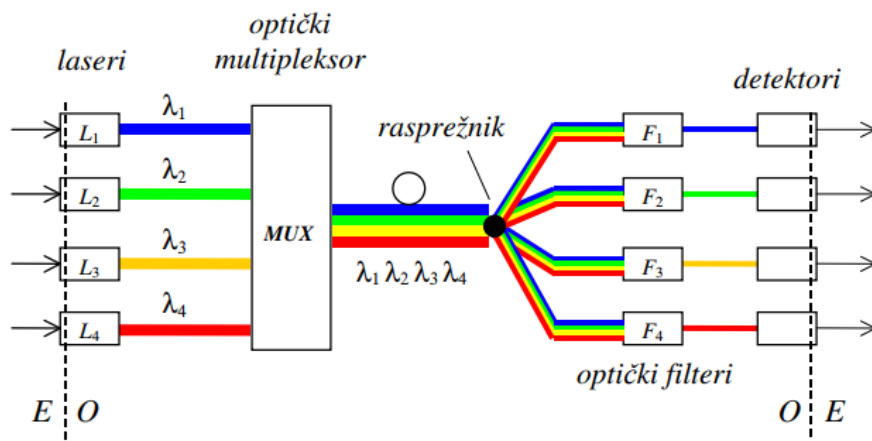 optički
multipleksor
laseri
detektori
λ₁
L₁
λ₂
L₂
λ₃
L₃
λ₄
L₄
MUX
rasprežnik
λ₁ λ₂ λ₃ λ₄
F₁
F₂
F₃
F₄
optički filteri
E O
O E